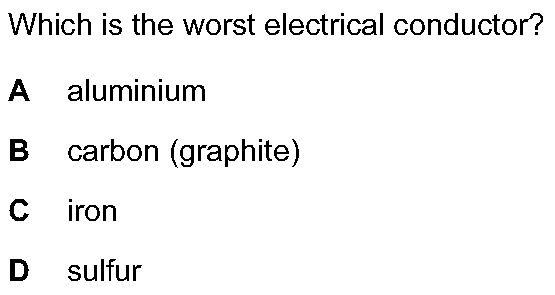 Which is the worst electrical conductor?
A aluminium
B carbon (graphite)
C iron
D sulfur